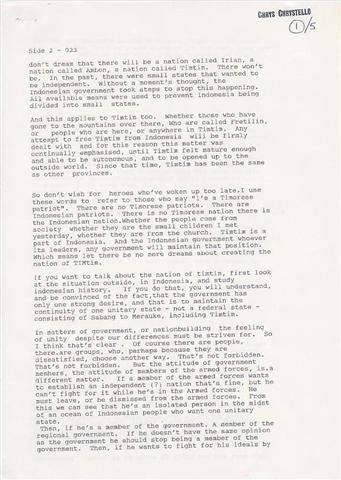 CHRYS CHRYSTELLO
1/5
Side 2 - 023
don't dream that there will be a nation called Irian, a
nation called Ambon, a nation called Timtim. There won't
be. In the past, there were small states that wanted to
be independent. Without a moment's thought, the
Indonesian government took steps to stop this happening.
All available means were used to prevent Indonesia being
divided into small states.
And this applies to Timtim too. Whether those who have
gone to the mountains over there, Who are called Fretilin,
or people who are here, or anywhere in Timtim. Any
attempt to free Timtim from Indonesia will be firmly
dealt with and for this reason this matter was
continually emphasised, until Timtim felt mature enough
and able to be autonomous, and to be opened up to the
outside world. Since that time, Timtim has been the same
as other provinces.
So don't wish for heroes who've woken up too late.I use
these words to refer to those who say "I'm a Timorese
patriot". There are no Timorese patriots. There are
Indonesian patriots. There is no Timorese nation there is
the Indonesian nation.Whether the people come from
society whether they are the small children I met
yesterday, whether they are from the church. Timtim is a
part of Indonesia. And the Indonesian government whoever
its leaders, any government will maintain that position.
Which means let there be no more dreams about creating the
nation of TIMtim.
If you want to talk about the nation of timtim, first look
at the situation outside, in Indonesia, and study
indonesian history. If you do that, you will understand,
and be convinced of the fact,that the government has
only one strong desire, and that is to maintain the
continuity of one unitary state - not a federal state -
consisting of Sabang to Merauke, including Timtim.
In matters of government, or nationbuilding the feeling
of unity despite our differences must be striven for. So
I think that's clear . Of course there are people,
there.are groups, who, perhaps because they are
dissatisfied, choose another way. That's not forbidden.
That's not forbidden. But the attitude of government
members, the attitude of members of the armed forces, is.a
different matter. If a member of the armed forces wants
to establish an independent (?) nation that's fine, but he
can't fight for it while he's in the Armed forces. He
must leave, or be dismissed from the armed forces. From
this we can see that he's an isolated person in the midst
of an ocean of Indonesian people who want one unitary
state.
Then, if he's a member of the government. A member of the
regional government. If he doesn't have the same opinion
as the government he should stop being a member of the
government. Then, if he wants to fight for his ideals by